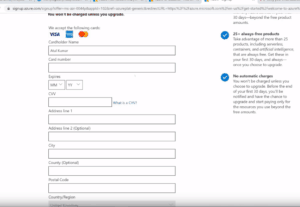 You won't be charged unless you upgrade.
We accept the following cards:
VISA
Cardholder Name
Card number
Expires
MM
YY
CVV
What is a CVV?
Address line 1
Address line 2 (Optional)
City
County (Optional)
Postal Code
Country/Region
30 days—beyond the free product
amounts.
25+ always-free products
Take advantage of more than 25
products, including serverless,
containers, and artificial intelligence,
that are always free. Get these in
your first 30 days, and always—
once you choose to upgrade.
No automatic charges
You won't be charged unless you
choose to upgrade. Before the end
of your first 30 days, you'll be
notified and have the chance to
upgrade and start paying only for
the resources you use beyond the
free amounts.